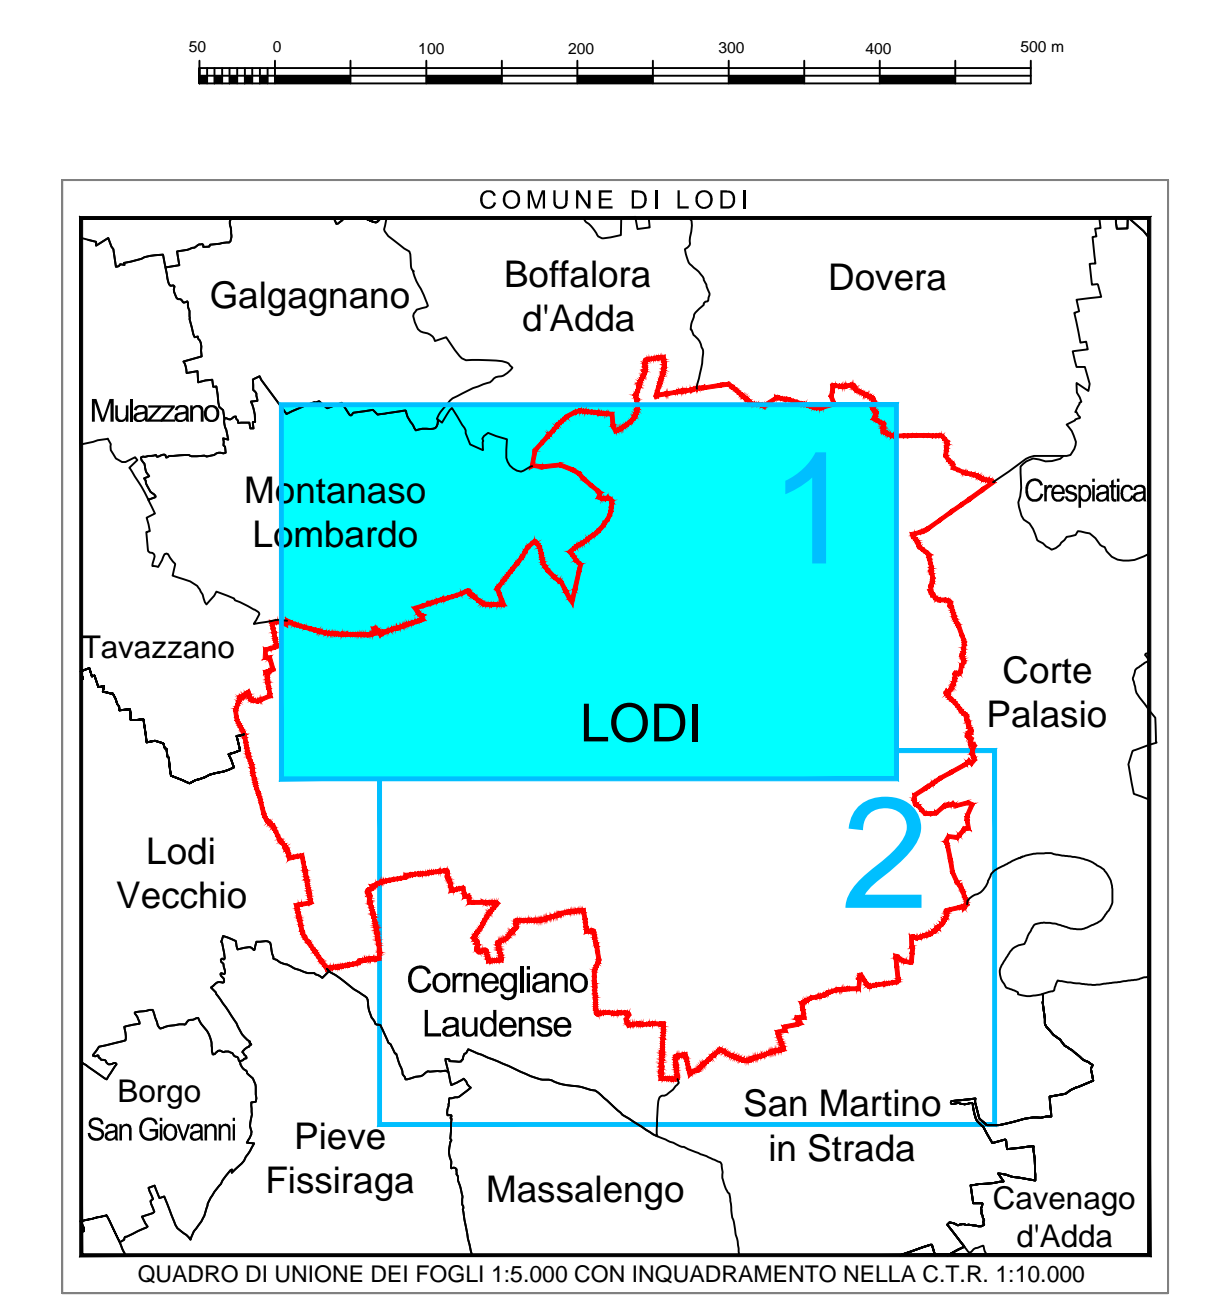 50 0 100 200 300 400 500 m
COMUNE DI LODI
Galgagnano
Boffalora
d'Adda
Dovera
Mulazzano
1
Montanaso
Lombardo
Crespiatica
Tavazzano
Corte
Palasio
LODI
2
Lodi
Vecchio
Cornegliano
Laudense
Borgo
San Giovanni
Pieve
Fissiraga
San Martino
in Strada
Massalengo
Cavenago
d'Adda
QUADRO DI UNIONE DEI FOGLI 1:5.000 CON INQUADRAMENTO NELLA C.T.R. 1:10.000